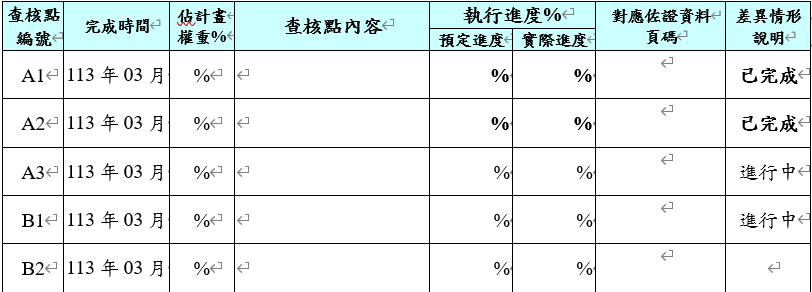 查核點編號 完成時間 佔計畫權重% 查核點內容 執行進度% 對應佐證資料頁碼 差異情形說明
預定進度 實際進度
A1 113 年 03 月 % % % 已完成
A2 113 年 03 月 % % % 已完成
A3 113 年 03 月 % % % 進行中
B1 113 年 03 月 % % % 進行中
B2 113 年 03 月 % % %